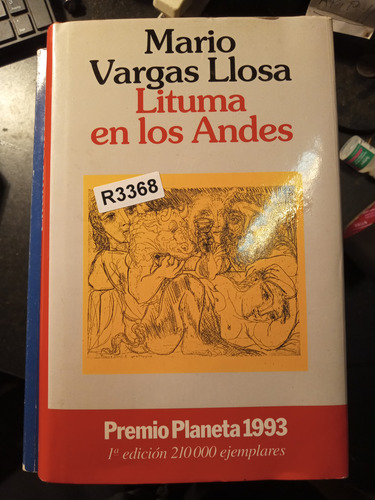 Mario
Vargas Llosa
Lituma
en los Andes
R3368
Premio Planeta 1993
1ª edición 210 000 ejemplares